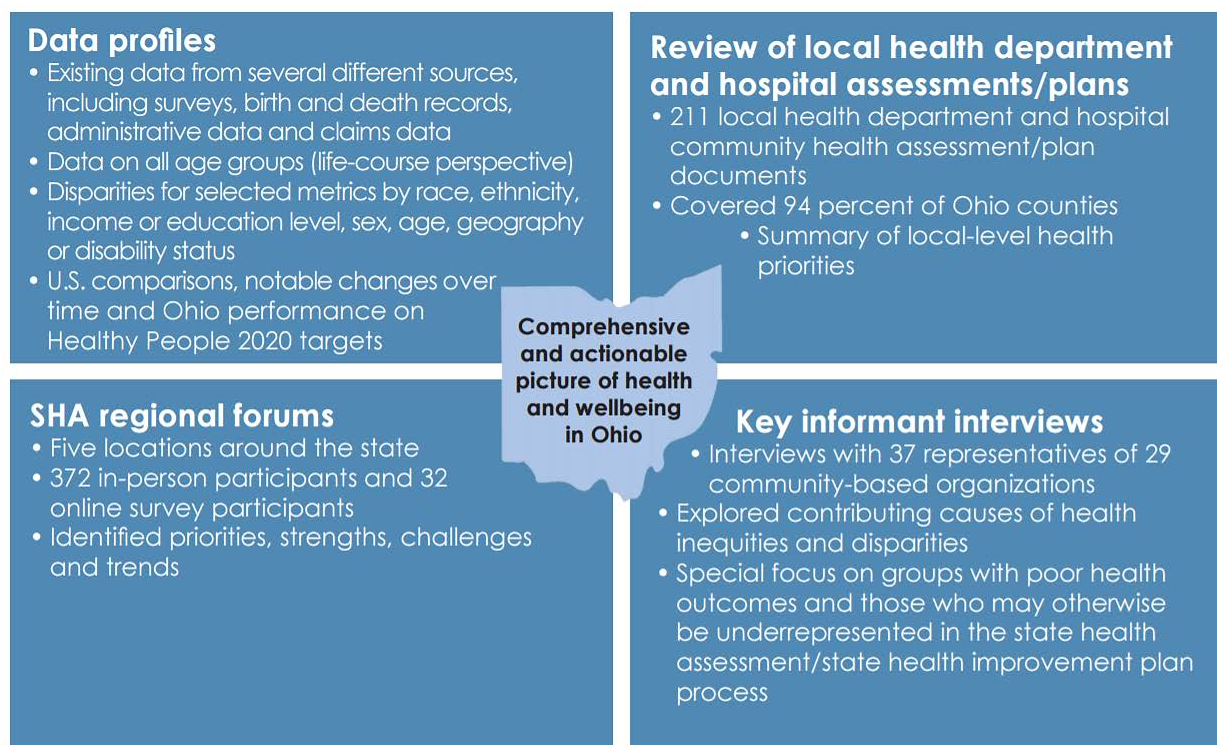 Data profiles
• Existing data from several different sources,
including surveys, birth and death records,
administrative data and claims data
• Data on all age groups (life-course perspective)
• Disparities for selected metrics by race, ethnicity,
income or education level, sex, age, geography
or disability status
• U.S. comparisons, notable changes over
time and Ohio performance on
Healthy People 2020 targets
Review of local health department
and hospital assessments/plans
• 211 local health department and hospital
community health assessment/plan
documents
• Covered 94 percent of Ohio counties
• Summary of local-level health
priorities
Comprehensive
and actionable
picture of health
and wellbeing
in Ohio
SHA regional forums
• Five locations around the state
• 372 in-person participants and 32
online survey participants
• Identified priorities, strengths, challenges
and trends
Key informant interviews
• Interviews with 37 representatives of 29
community-based organizations
• Explored contributing causes of health
inequities and disparities
• Special focus on groups with poor health
outcomes and those who may otherwise
be underrepresented in the state health
assessment/state health improvement plan
process